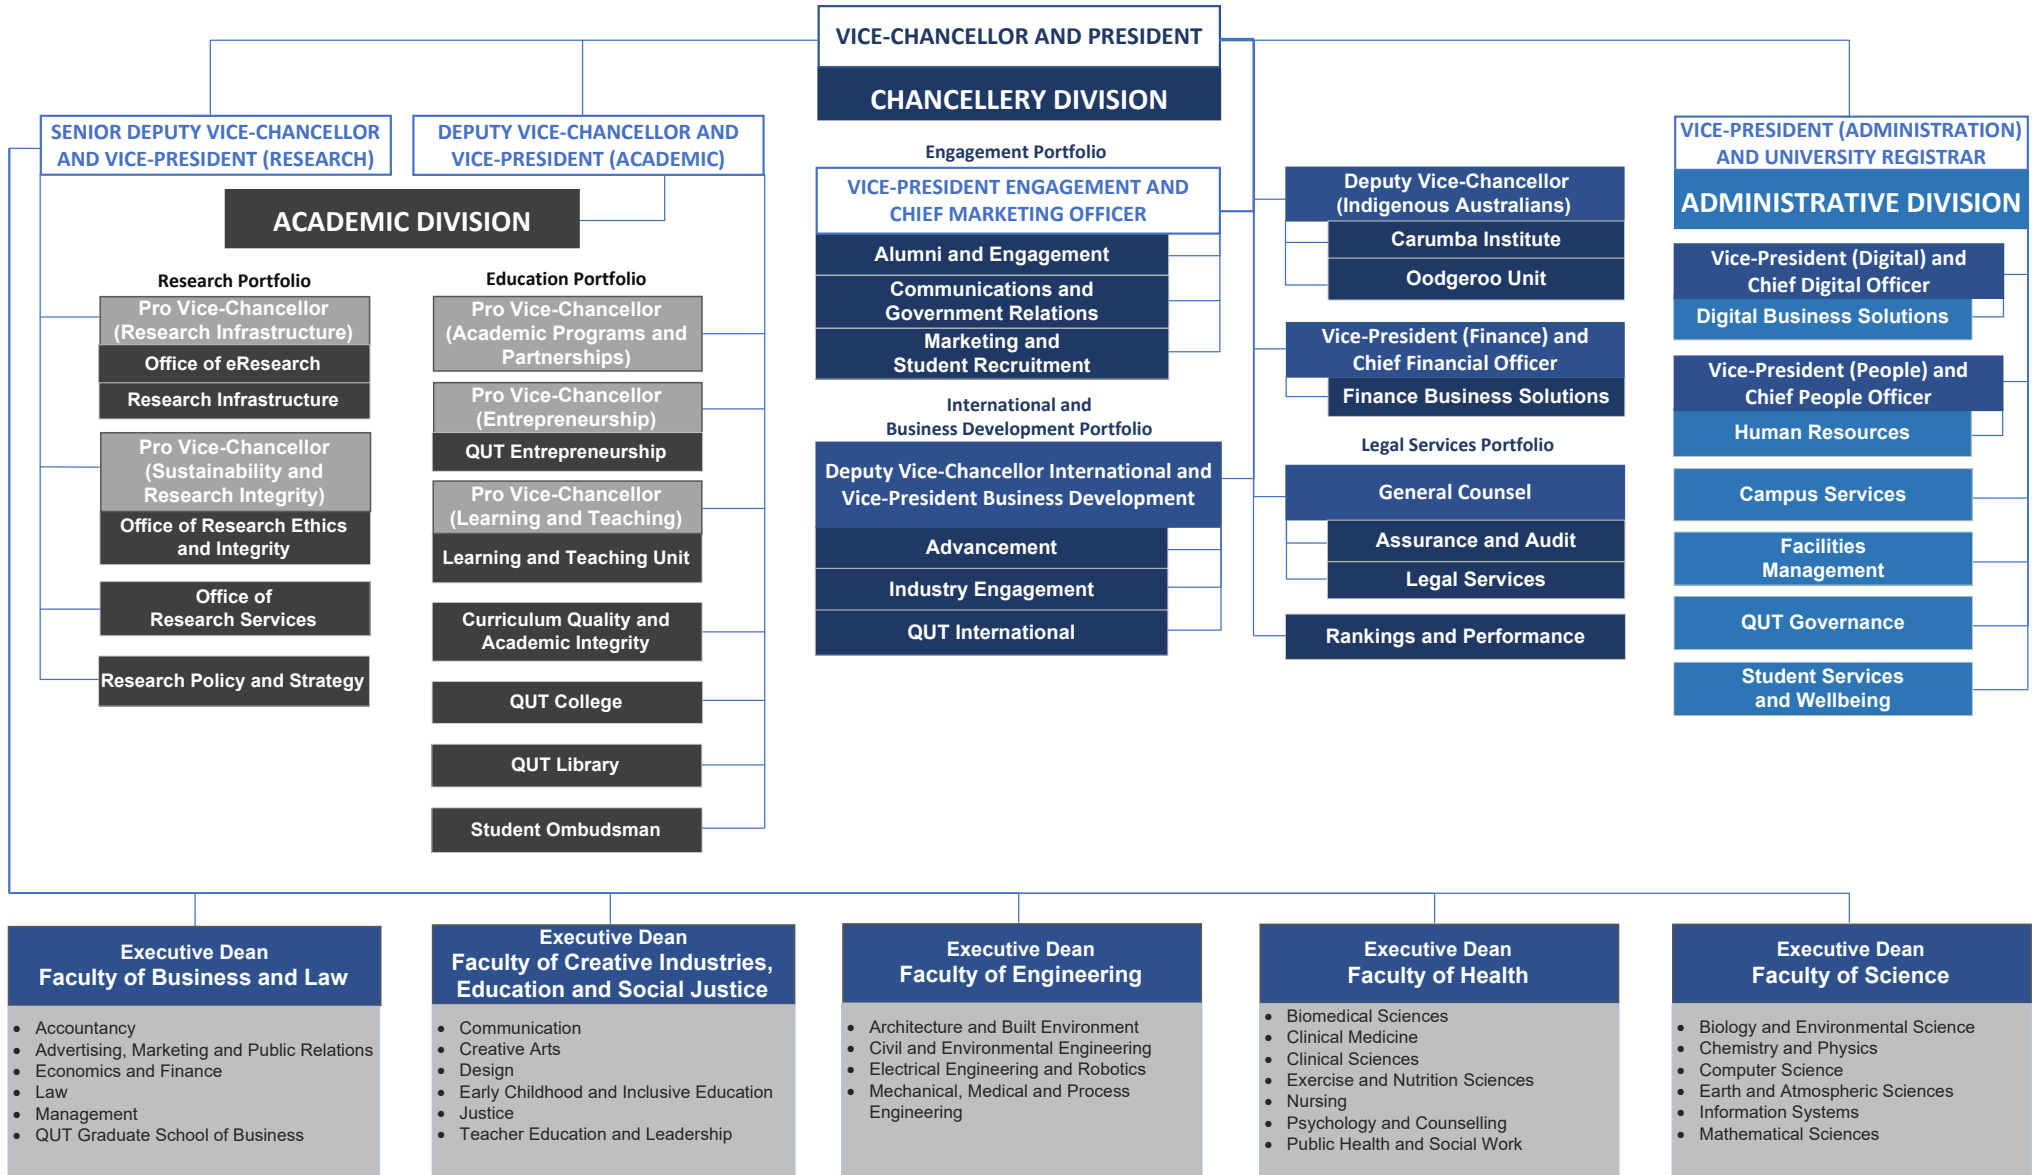 VICE-CHANCELLOR AND PRESIDENT
CHANCELLERY DIVISION
SENIOR DEPUTY VICE-CHANCELLOR
AND VICE-PRESIDENT (RESEARCH)
DEPUTY VICE-CHANCELLOR AND
VICE-PRESIDENT (ACADEMIC)
ACADEMIC DIVISION
Research Portfolio
Pro Vice-Chancellor
(Research Infrastructure)
Office of eResearch
Research Infrastructure
Pro Vice-Chancellor
(Sustainability and
Research Integrity)
Office of Research Ethics
and Integrity
Office of
Research Services
Research Policy and Strategy
Education Portfolio
Pro Vice-Chancellor
(Academic Programs and
Partnerships)
Pro Vice-Chancellor
(Entrepreneurship)
QUT Entrepreneurship
Pro Vice-Chancellor
(Learning and Teaching)
Learning and Teaching Unit
Curriculum Quality and
Academic Integrity
QUT College
QUT Library
Student Ombudsman
Engagement Portfolio
VICE-PRESIDENT ENGAGEMENT AND
CHIEF MARKETING OFFICER
Alumni and Engagement
Communications and
Government Relations
Marketing and
Student Recruitment
International and
Business Development Portfolio
Deputy Vice-Chancellor International and
Vice-President Business Development
Advancement
Industry Engagement
QUT International
Deputy Vice-Chancellor
(Indigenous Australians)
Carumba Institute
Oodgeroo Unit
Vice-President (Finance) and
Chief Financial Officer
Finance Business Solutions
Legal Services Portfolio
General Counsel
Assurance and Audit
Legal Services
Rankings and Performance
VICE-PRESIDENT (ADMINISTRATION)
AND UNIVERSITY REGISTRAR
ADMINISTRATIVE DIVISION
Vice-President (Digital) and
Chief Digital Officer
Digital Business Solutions
Vice-President (People) and
Chief People Officer
Human Resources
Campus Services
Facilities
Management
QUT Governance
Student Services
and Wellbeing
Executive Dean
Faculty of Business and Law
• Accountancy
• Advertising, Marketing and Public Relations
• Economics and Finance
• Law
• Management
• QUT Graduate School of Business
Executive Dean
Faculty of Creative Industries,
Education and Social Justice
• Communication
• Creative Arts
• Design
• Early Childhood and Inclusive Education
• Justice
• Teacher Education and Leadership
Executive Dean
Faculty of Engineering
• Architecture and Built Environment
• Civil and Environmental Engineering
• Electrical Engineering and Robotics
• Mechanical, Medical and Process
Engineering
Executive Dean
Faculty of Health
• Biomedical Sciences
• Clinical Medicine
• Clinical Sciences
• Exercise and Nutrition Sciences
• Nursing
• Psychology and Counselling
• Public Health and Social Work
Executive Dean
Faculty of Science
• Biology and Environmental Science
• Chemistry and Physics
• Computer Science
• Earth and Atmospheric Sciences
• Information Systems
• Mathematical Sciences